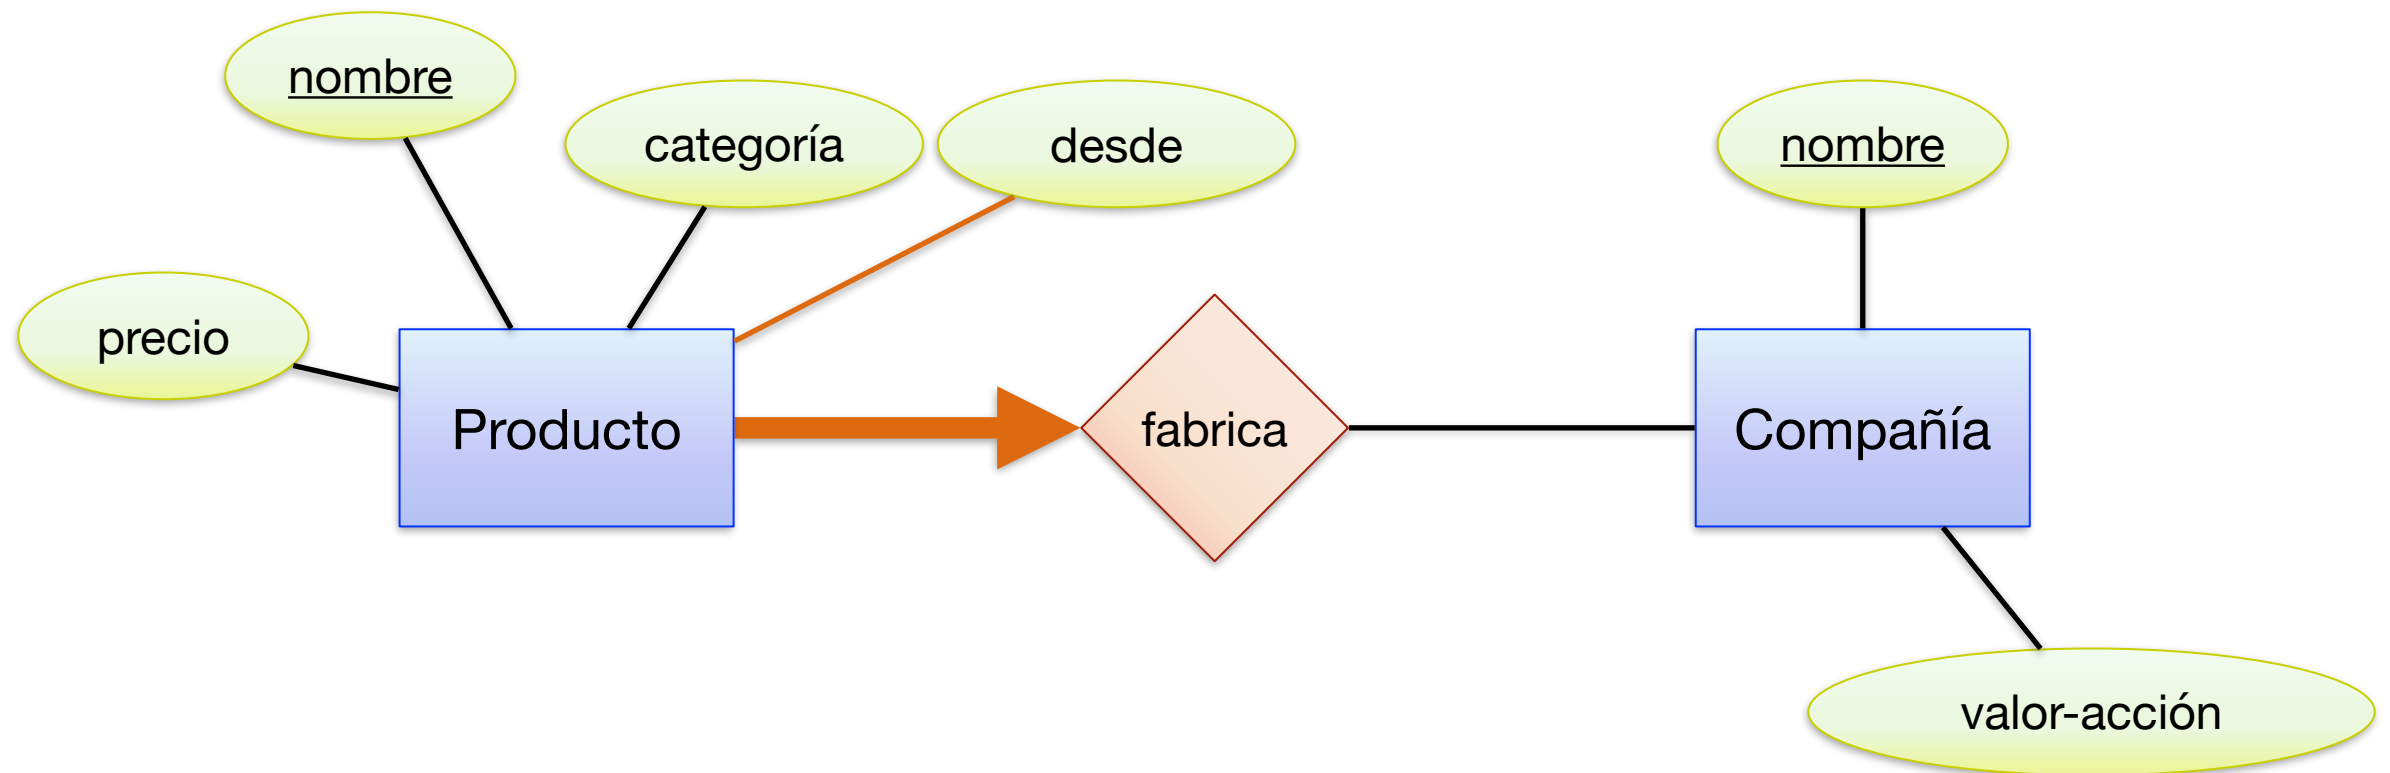 nombre
categoría
desde
nombre
precio
Producto
fabrica
Compañía
valor-acción